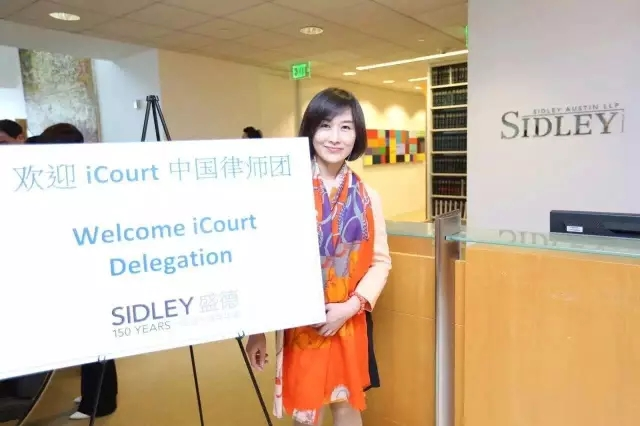 欢迎 iCourt 中国律师团
Welcome iCourt
Delegation
SIDLEY 盛德
150 YEARS
EXIT
SIDLEY AUSTIN LLP
SIDLEY